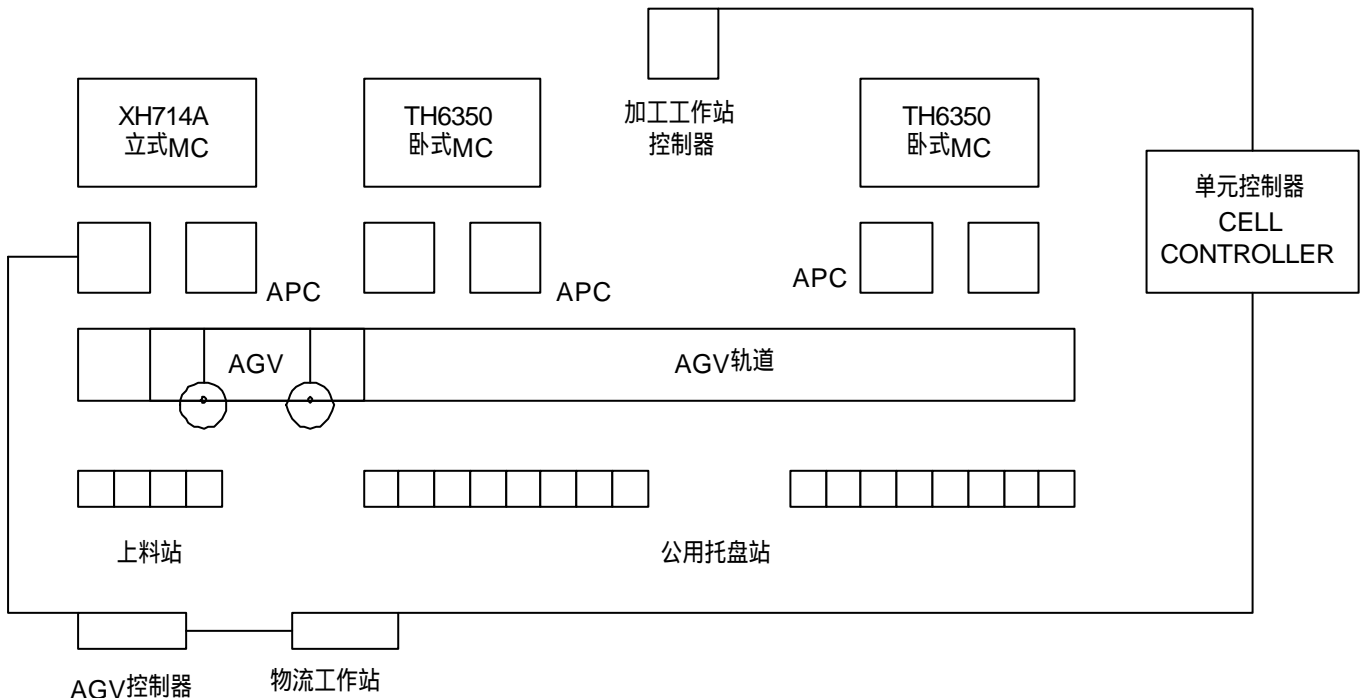 XH714A
立式MC
TH6350
卧式MC
加工工作站
控制器
TH6350
卧式MC
单元控制器
CELL
CONTROLLER
APC
APC
APC
AGV
AGV轨道
上料站
公用托盘站
AGV控制器
物流工作站